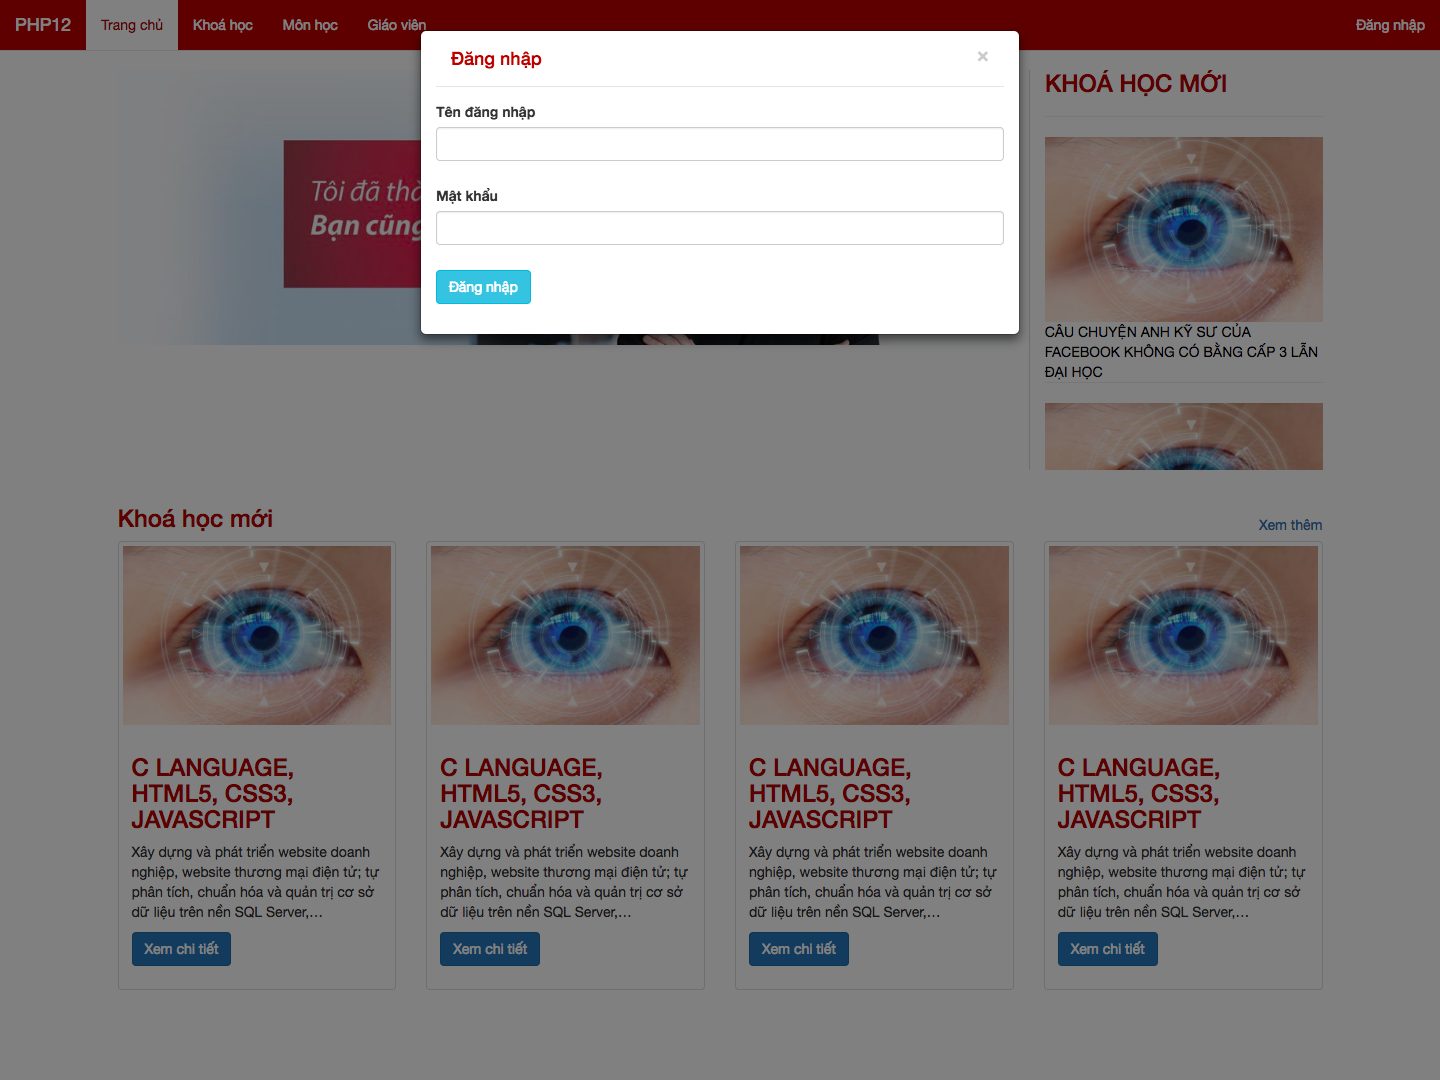 PHP12 Trang chủ Khoá học Môn học Giáo viên Đăng nhập
Đăng nhập ×
Tên đăng nhập
Mật khẩu
Đăng nhập
Tôi đã
Bạn cũng
KHOÁ HỌC MỚI
CÂU CHUYỆN ANH KỸ SƯ CỦA
FACEBOOK KHÔNG CÓ BẰNG CẤP 3 LẪN
ĐẠI HỌC
Khoá học mới
Xem thêm
C LANGUAGE,
HTML5, CSS3,
JAVASCRIPT
Xây dựng và phát triển website doanh
nghiệp, website thương mại điện tử; tự
phân tích, chuẩn hóa và quản trị cơ sở
dữ liệu trên nền SQL Server,...
Xem chi tiết
C LANGUAGE,
HTML5, CSS3,
JAVASCRIPT
Xây dựng và phát triển website doanh
nghiệp, website thương mại điện tử; tự
phân tích, chuẩn hóa và quản trị cơ sở
dữ liệu trên nền SQL Server,...
Xem chi tiết
C LANGUAGE,
HTML5, CSS3,
JAVASCRIPT
Xây dựng và phát triển website doanh
nghiệp, website thương mại điện tử; tự
phân tích, chuẩn hóa và quản trị cơ sở
dữ liệu trên nền SQL Server,...
Xem chi tiết
C LANGUAGE,
HTML5, CSS3,
JAVASCRIPT
Xây dựng và phát triển website doanh
nghiệp, website thương mại điện tử; tự
phân tích, chuẩn hóa và quản trị cơ sở
dữ liệu trên nền SQL Server,...
Xem chi tiết